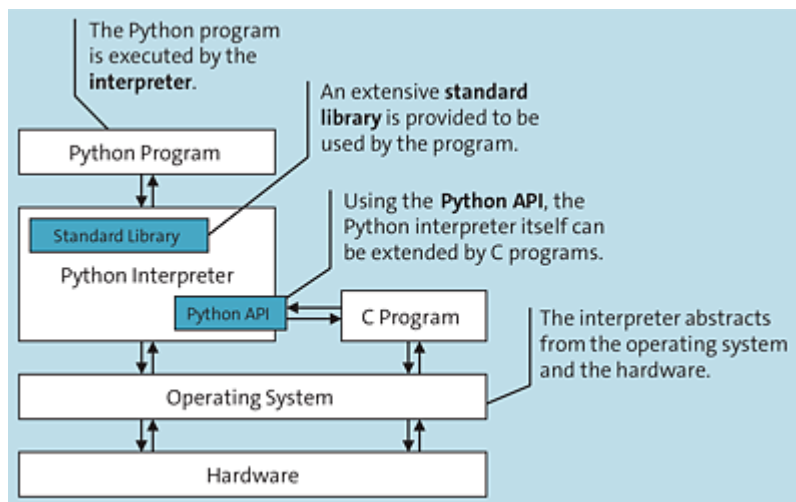 The Python program
is executed by the
interpreter.
An extensive standard
library is provided to be
used by the program.
Python Program
Using the Python API, the
Python interpreter itself can
be extended by C programs.
Standard Library
Python Interpreter
Python API
C Program
The interpreter abstracts
from the operating system
and the hardware.
Operating System
Hardware